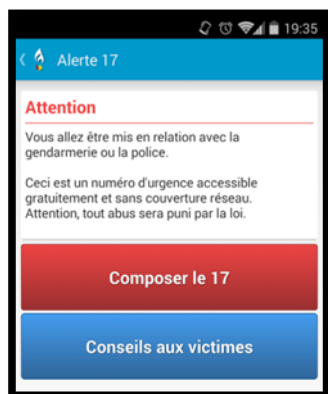 19:35
Alerte 17
Attention
Vous allez être mis en relation avec la
gendarmerie ou la police.
Ceci est un numéro d'urgence accessible
gratuitement et sans couverture réseau.
Attention, tout abus sera puni par la loi.
Composer le 17
Conseils aux victimes